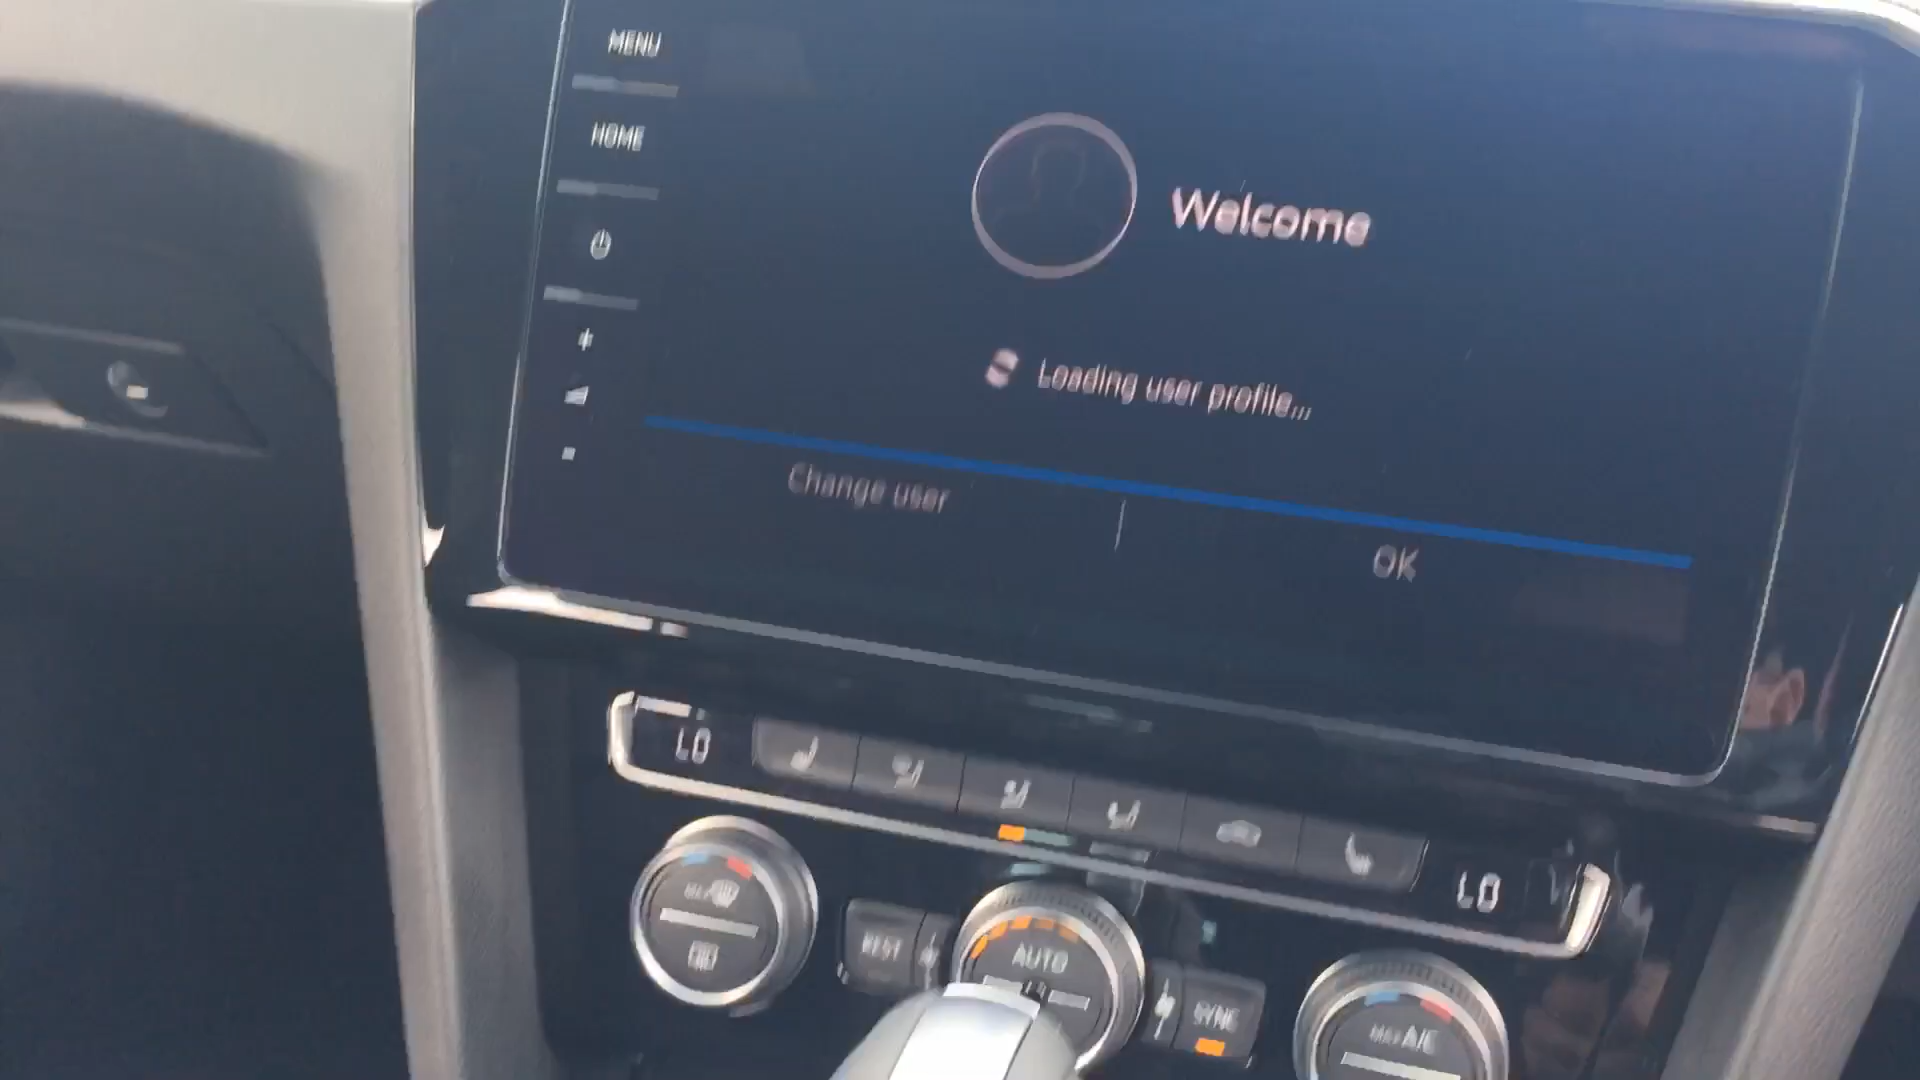 MENU
HOME
Welcome
Loading user profile...
Change user
OK
LO
LO
REST
AUTO
SYNC
MAX A/C